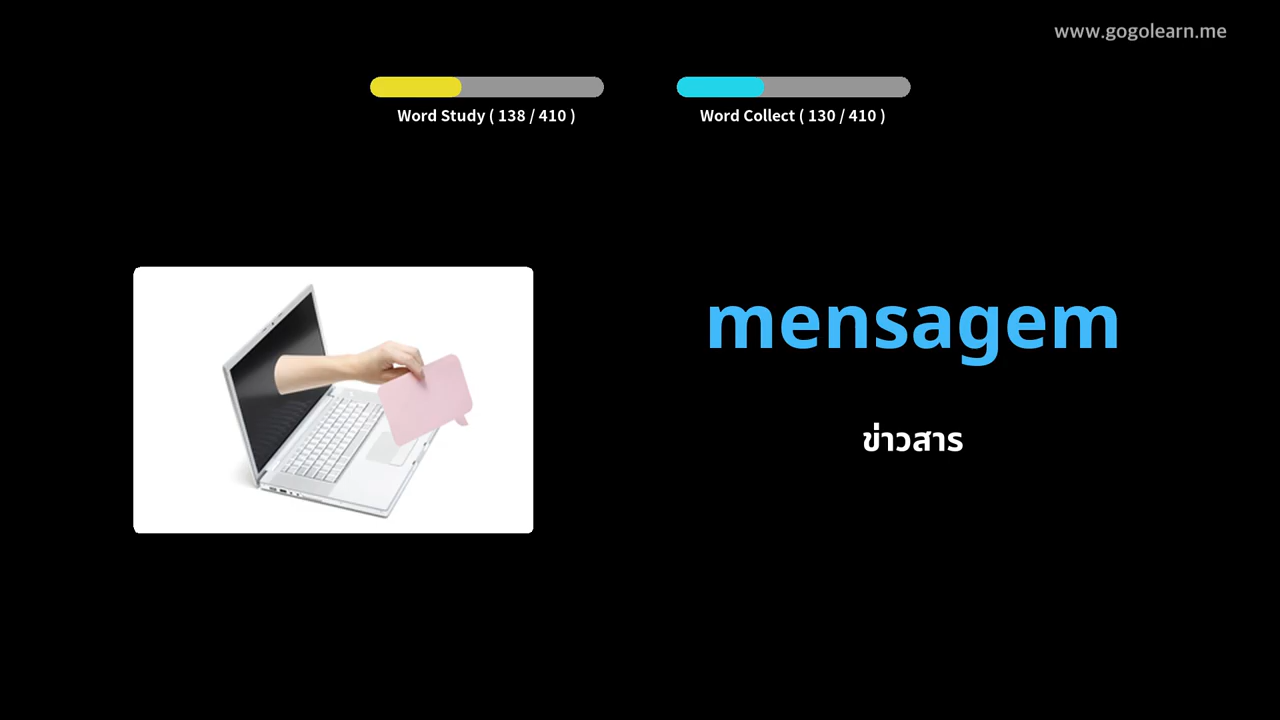 www.gogolearn.me
Word Study ( 138 / 410 )
Word Collect ( 130 / 410 )
mensagem
ข่าวสาร